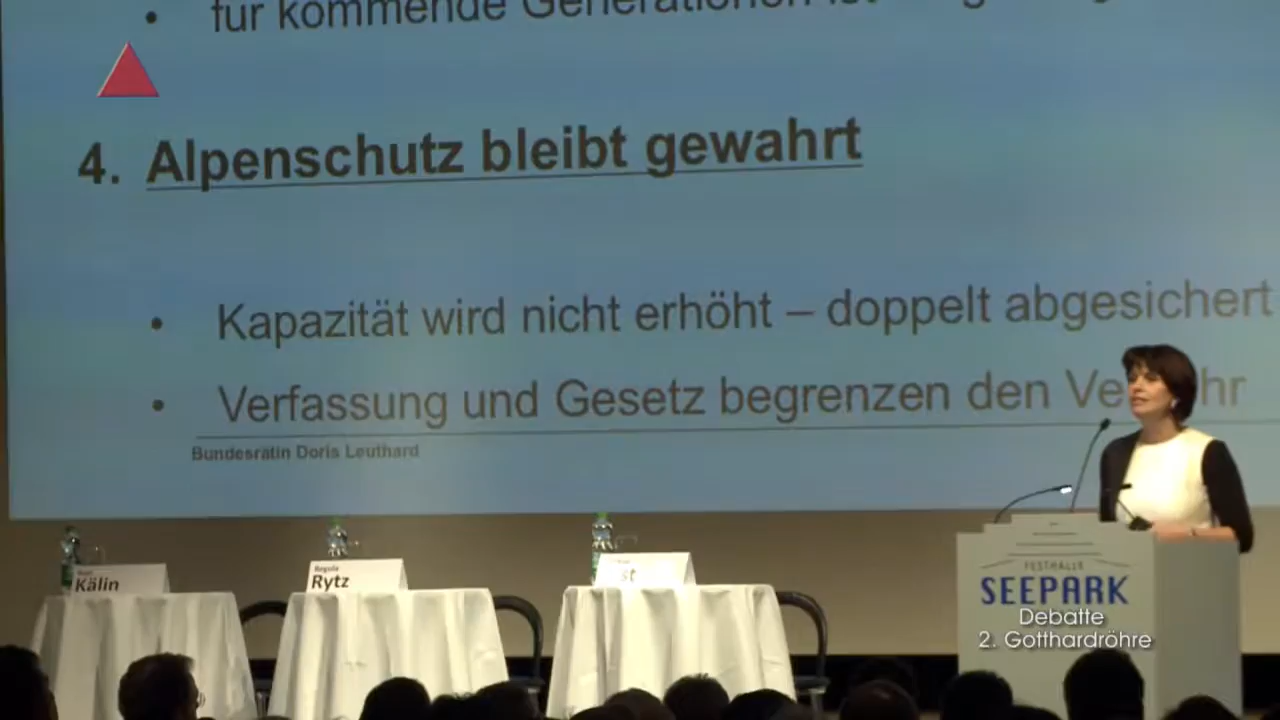 für kommende Generationen
4. Alpenschutz bleibt gewahrt
Kapazität wird nicht erhöht – doppelt abgesichert
Verfassung und Gesetz begrenzen den
Bundesrätin Doris Leuthard
Kälin
Regula
Rytz
st
FESTHALLE
SEEPARK
Debatte
2. Gotthardröhre